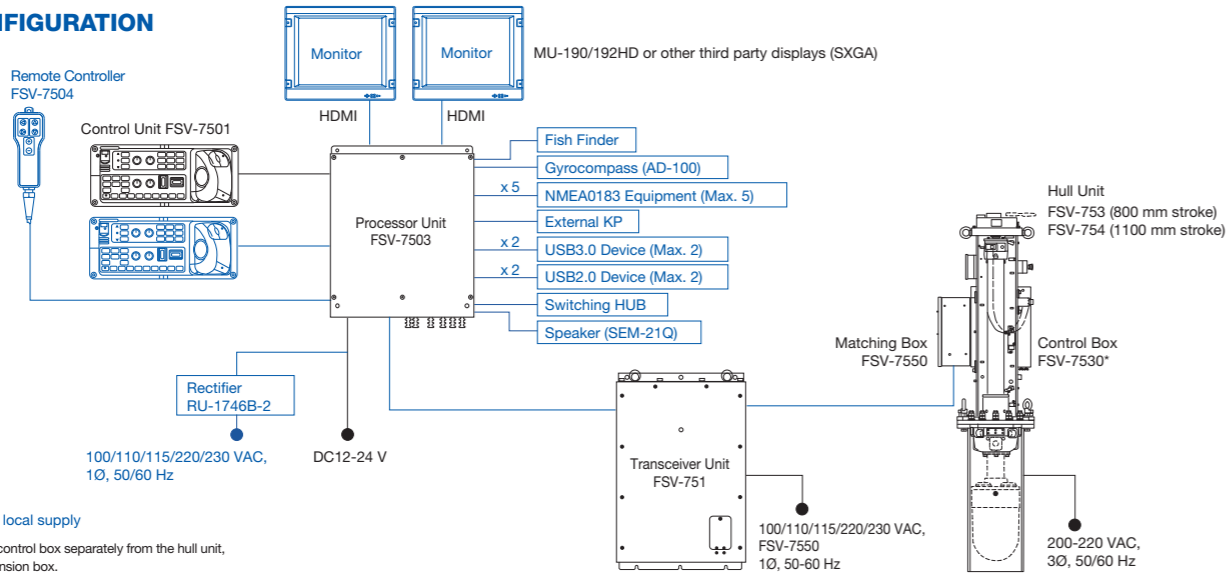 NFIGURATION
Monitor
Monitor
MU-190/192HD or other third party displays (SXGA)
Remote Controller
FSV-7504
HDMI
HDMI
Control Unit FSV-7501
Fish Finder
Gyrocompass (AD-100)
x 5
NMEA0183 Equipment (Max. 5)
External KP
Processor Unit
FSV-7503
x 2
USB3.0 Device (Max. 2)
x 2
USB2.0 Device (Max. 2)
Switching HUB
Speaker (SEM-21Q)
Hull Unit
FSV-753 (800 mm stroke)
FSV-754 (1100 mm stroke)
Matching Box
FSV-7550
Control Box
FSV-7530*
Rectifier
RU-1746B-2
100/110/115/220/230 VAC,
1Ø, 50/60 Hz
DC12-24 V
Transceiver Unit
FSV-751
100/110/115/220/230 VAC,
FSV-7550
1Ø, 50-60 Hz
200-220 VAC,
3Ø, 50/60 Hz
local supply
control box separately from the hull unit,
nsion box.